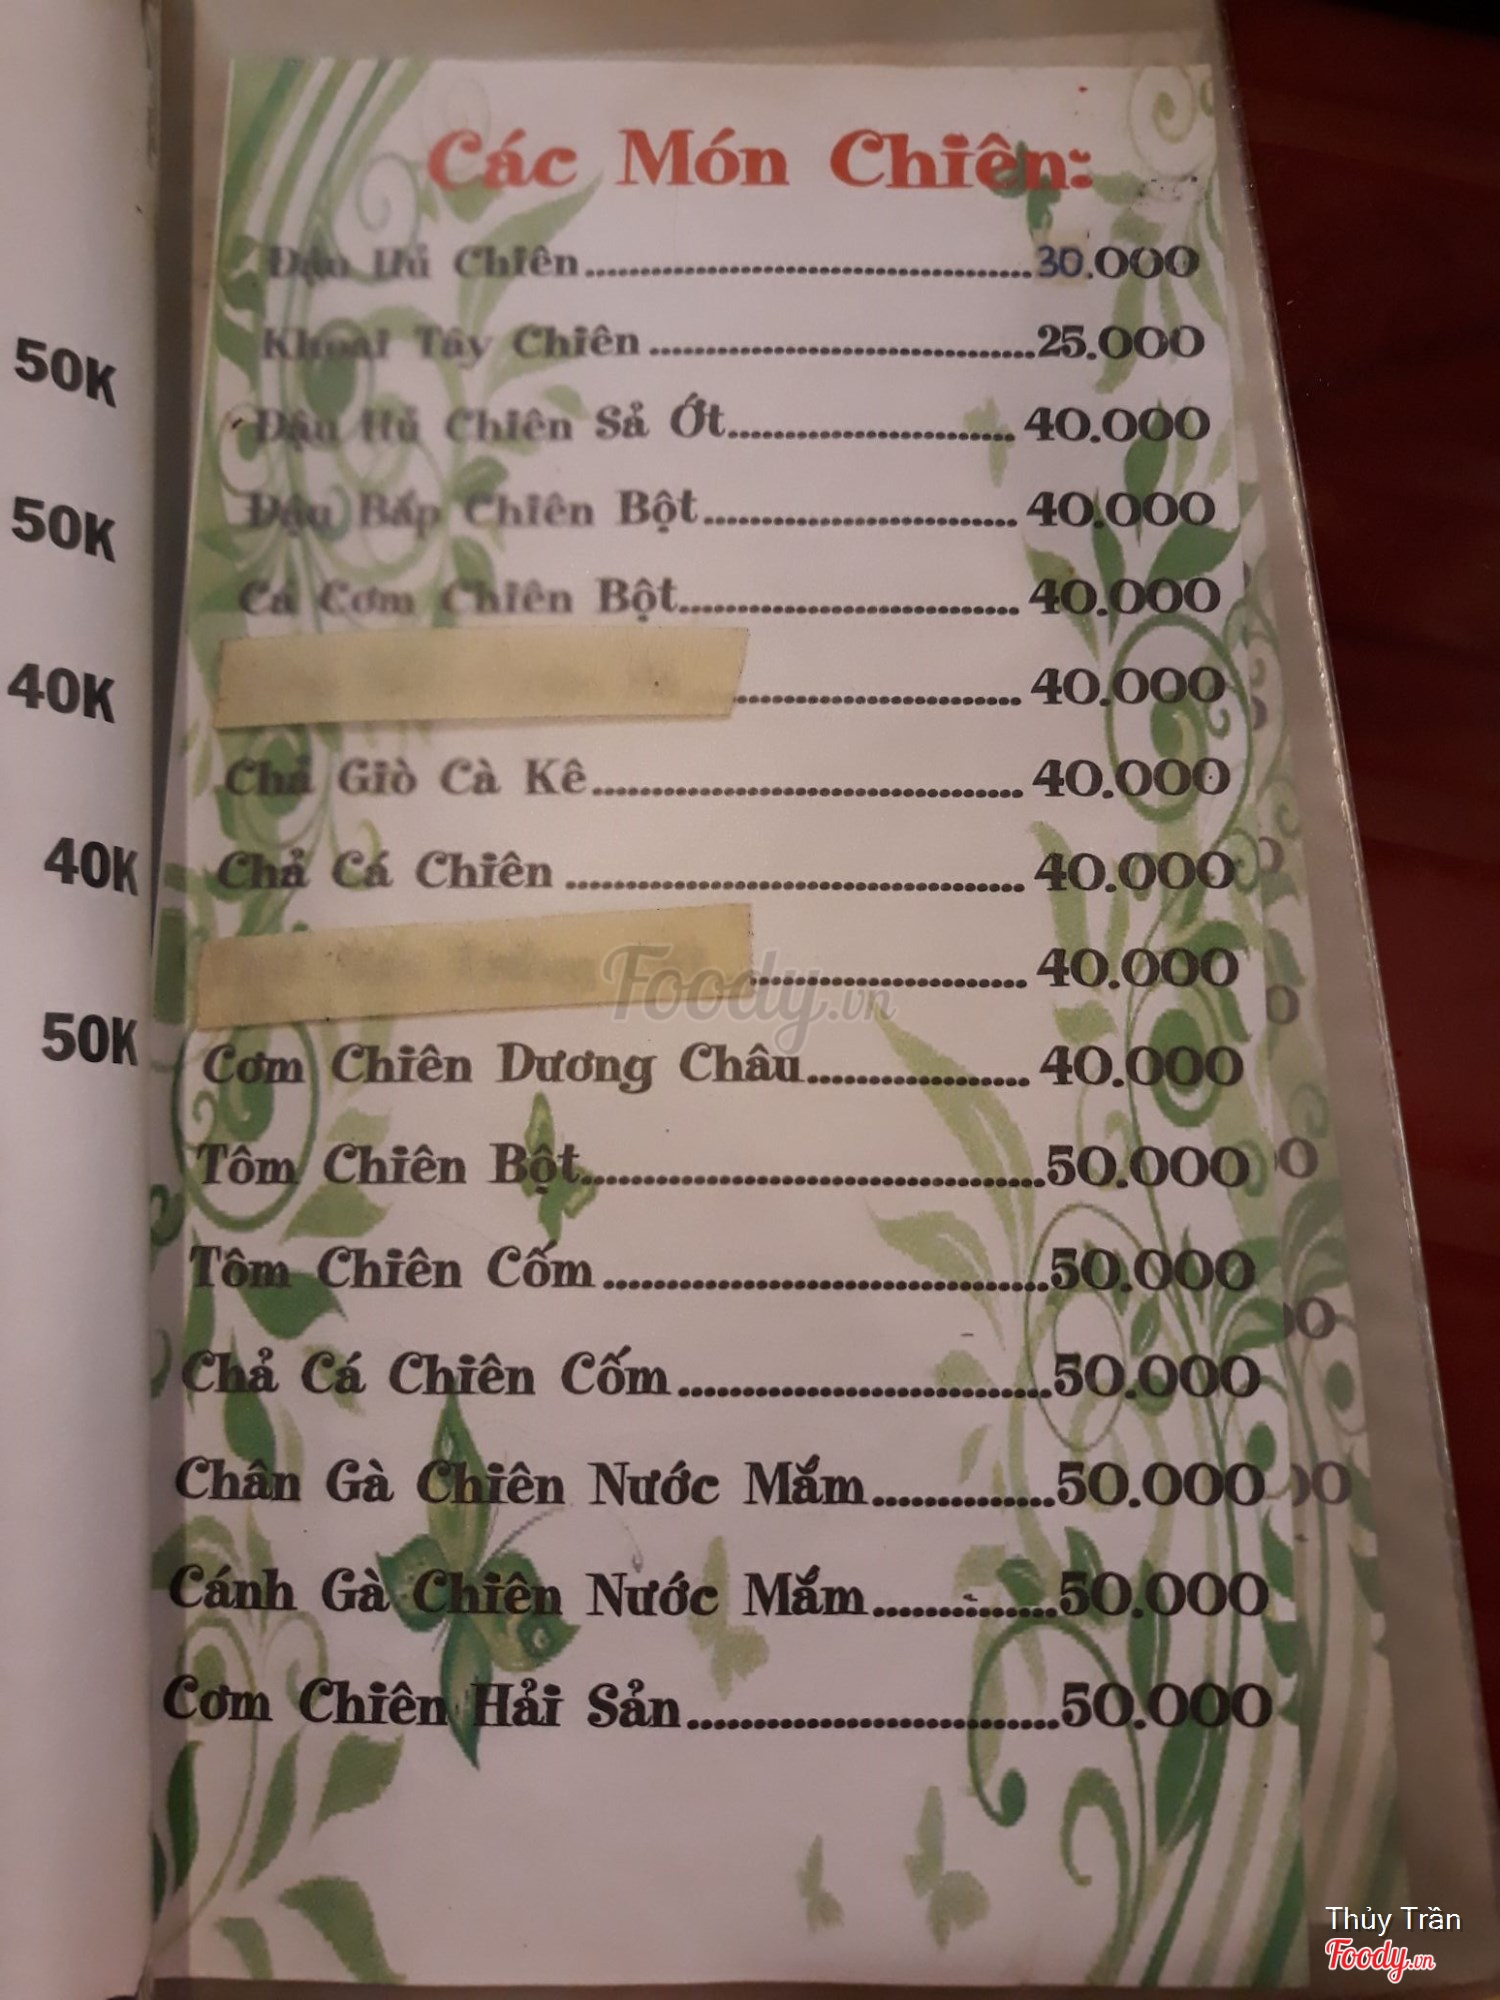 Các Món Chiên:
Đậu Hủ Chiên 30.000
Khoai Tây Chiên 25.000
Đậu Hủ Chiên Sả Ớt 40.000
Đậu Bắp Chiên Bột 40.000
Cá Cơm Chiên Bột 40.000
40.000
Chả Giò Cà Kê 40.000
Chả Cá Chiên 40.000
40.000
Cơm Chiên Dương Châu 40.000
Tôm Chiên Bột 50.000
Tôm Chiên Cốm 50.000
Chả Cá Chiên Cốm 50.000
Chân Gà Chiên Nước Mắm 50.000
Cánh Gà Chiên Nước Mắm 50.000
Cơm Chiên Hải Sản 50.000
50K
50K
40K
40K
50K
Foody.vn
Thủy Trần
Foody.vn